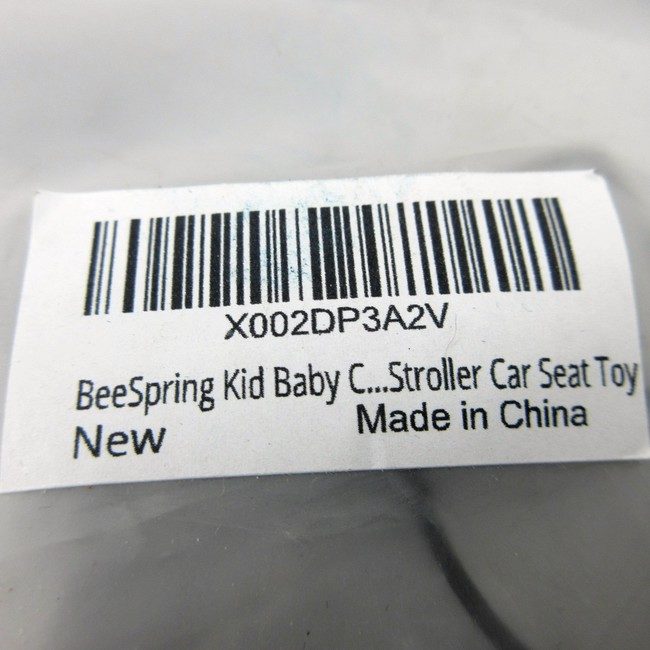 X002DP3A2V
BeeSpring Kid Baby C...Stroller Car Seat Toy
New
Made in China